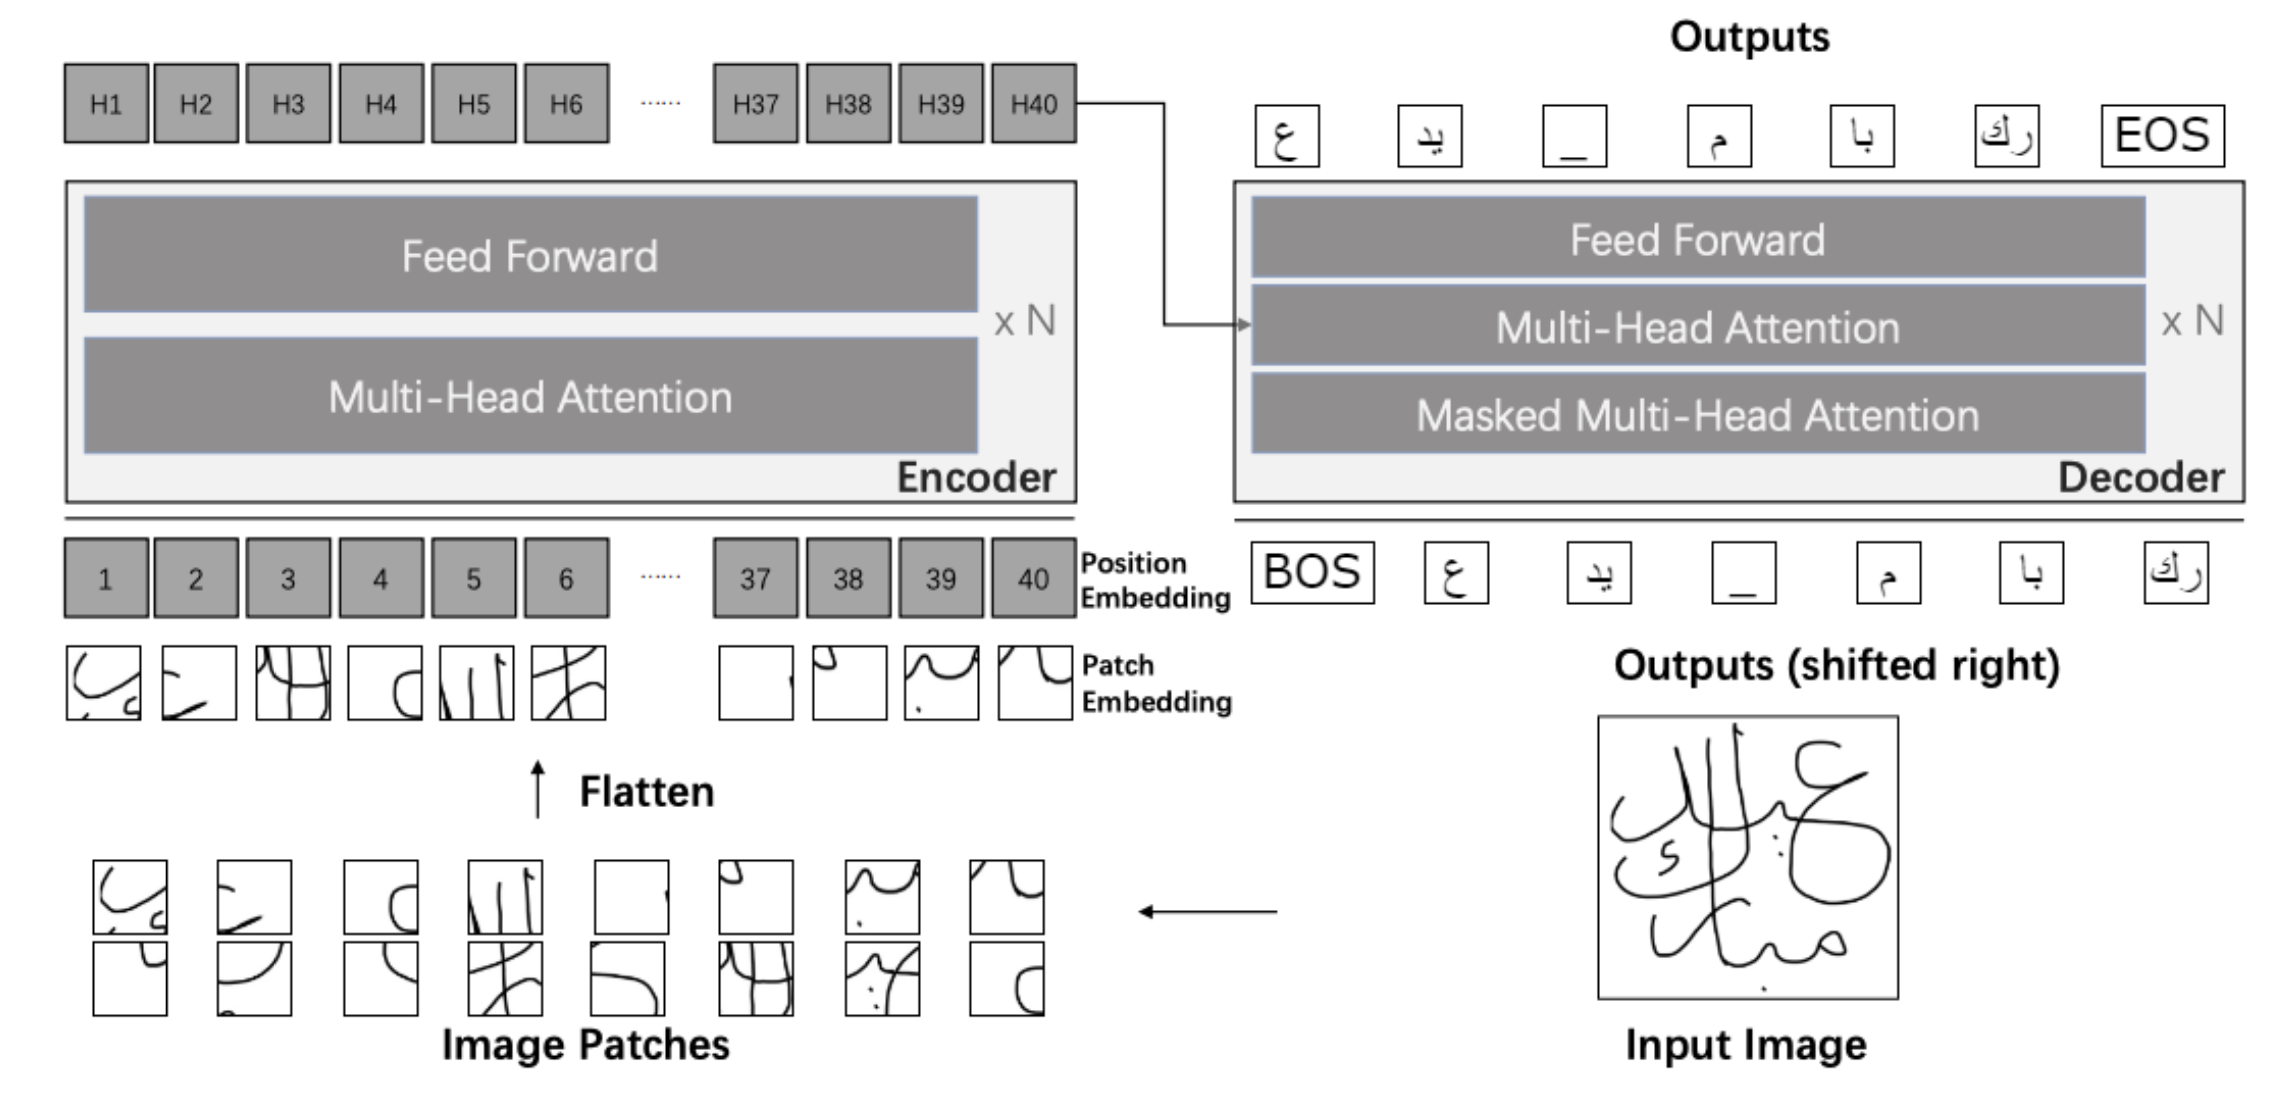 Outputs
H1 H2 H3 H4 H5 H6 ...... H37 H38 H39 H40
ع يد _ م با رك EOS
Feed Forward
Multi-Head Attention
x N
Encoder
Feed Forward
Multi-Head Attention
Masked Multi-Head Attention
x N
Decoder
1 2 3 4 5 6 ...... 37 38 39 40
Position
Embedding
BOS ع يد _ م با رك
Patch
Embedding
Outputs (shifted right)
Flatten
عيد
مبارك
Image Patches
Input Image